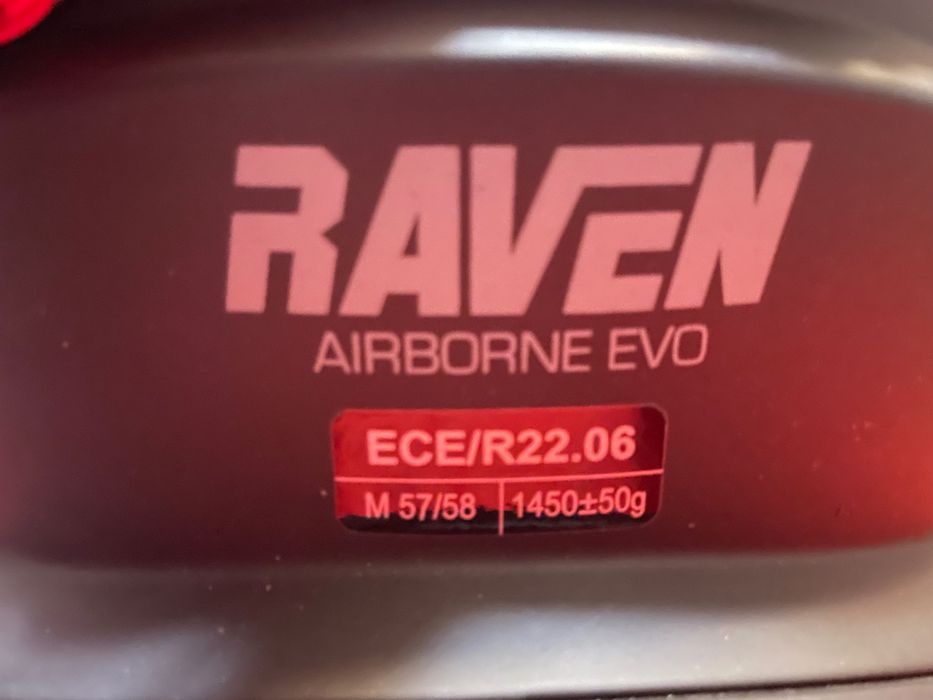 RAVEN
AIRBORNE EVO
ECE/R22.06
M 57/58 1450±50g